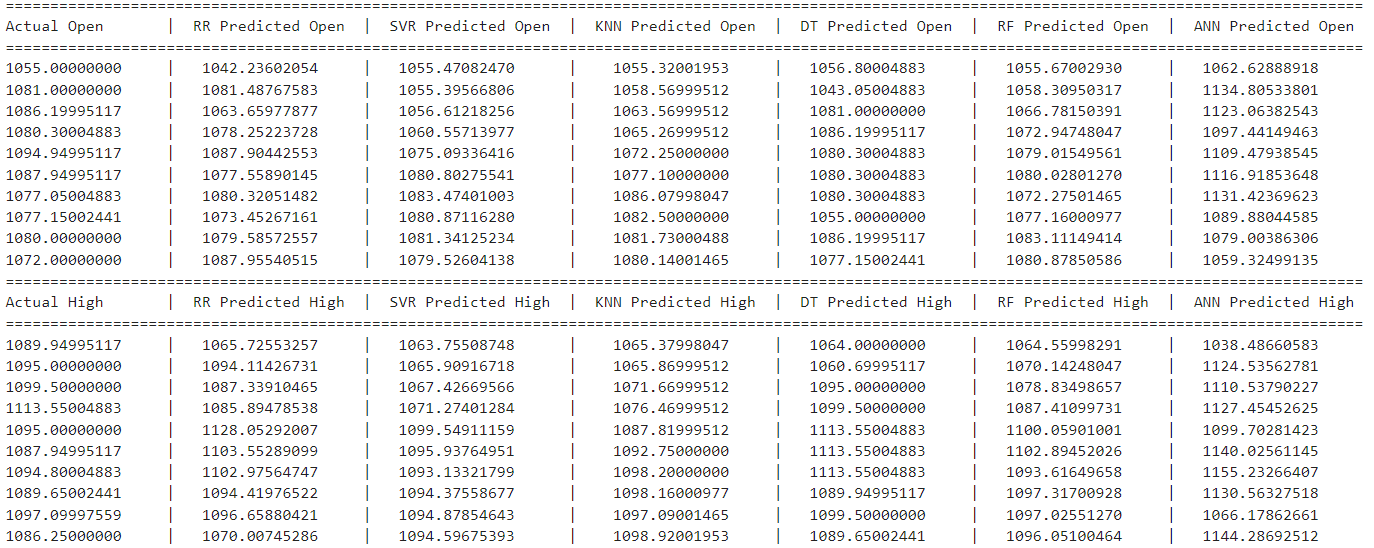 Actual Open | RR Predicted Open | SVR Predicted Open | KNN Predicted Open | DT Predicted Open | RF Predicted Open | ANN Predicted Open
1055.00000000 | 1042.23602054 | 1055.47082470 | 1055.32001953 | 1056.80004883 | 1055.67002930 | 1062.62888918
1081.00000000 | 1081.48767583 | 1055.39566806 | 1058.56999512 | 1043.05004883 | 1058.30950317 | 1134.80533801
1086.19995117 | 1063.65977877 | 1056.61218256 | 1063.56999512 | 1081.00000000 | 1066.78150391 | 1123.06382543
1080.30004883 | 1078.25223728 | 1060.55713977 | 1065.26999512 | 1086.19995117 | 1072.94748047 | 1097.44149463
1094.94995117 | 1087.90442553 | 1075.09336416 | 1072.25000000 | 1080.30004883 | 1079.01549561 | 1109.47938545
1087.94995117 | 1077.55890145 | 1080.80275541 | 1077.10000000 | 1080.30004883 | 1080.02801270 | 1116.91853648
1077.05004883 | 1080.32051482 | 1083.47401003 | 1086.07998047 | 1080.30004883 | 1072.27501465 | 1131.42369623
1077.15002441 | 1073.45267161 | 1080.87116280 | 1082.50000000 | 1055.00000000 | 1077.16000977 | 1089.88044585
1080.00000000 | 1079.58572557 | 1081.34125234 | 1081.73000488 | 1086.19995117 | 1083.11149414 | 1079.00386306
1072.00000000 | 1087.95540515 | 1079.52604138 | 1080.14001465 | 1077.15002441 | 1080.87850586 | 1059.32499135
Actual High | RR Predicted High | SVR Predicted High | KNN Predicted High | DT Predicted High | RF Predicted High | ANN Predicted High
1089.94995117 | 1065.72553257 | 1063.75508748 | 1065.37998047 | 1064.00000000 | 1064.55998291 | 1038.48660583
1095.00000000 | 1094.11426731 | 1065.90916718 | 1065.86999512 | 1060.69995117 | 1070.14248047 | 1124.53562781
1099.50000000 | 1087.33910465 | 1067.42669566 | 1071.66999512 | 1095.00000000 | 1078.83498657 | 1110.53790227
1113.55004883 | 1085.89478538 | 1071.27401284 | 1076.46999512 | 1099.50000000 | 1087.41099731 | 1127.45452625
1095.00000000 | 1128.05292007 | 1099.54911159 | 1087.81999512 | 1113.55004883 | 1100.05901001 | 1099.70281423
1087.94995117 | 1103.55289099 | 1095.93764951 | 1092.75000000 | 1113.55004883 | 1102.89452026 | 1140.02561145
1094.80004883 | 1102.97564747 | 1093.13321799 | 1098.20000000 | 1113.55004883 | 1093.61649658 | 1155.23266407
1089.65002441 | 1094.41976522 | 1094.37558677 | 1098.16000977 | 1089.94995117 | 1097.31700928 | 1130.56327518
1097.09997559 | 1096.65880421 | 1094.87854643 | 1097.09001465 | 1099.50000000 | 1097.02551270 | 1066.17862661
1086.25000000 | 1070.00745286 | 1094.59675393 | 1098.92001953 | 1089.65002441 | 1096.05100464 | 1144.28692512